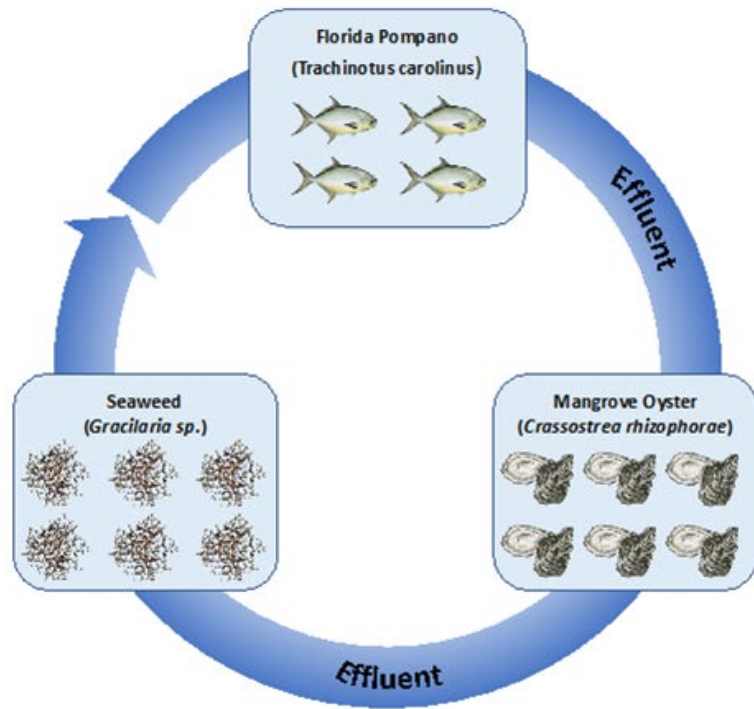 Florida Pompano
(Trachinotus carolinus)
Effluent
Mangrove Oyster
(Crassostrea rhizophorae)
Effluent
Seaweed
(Gracilaria sp.)